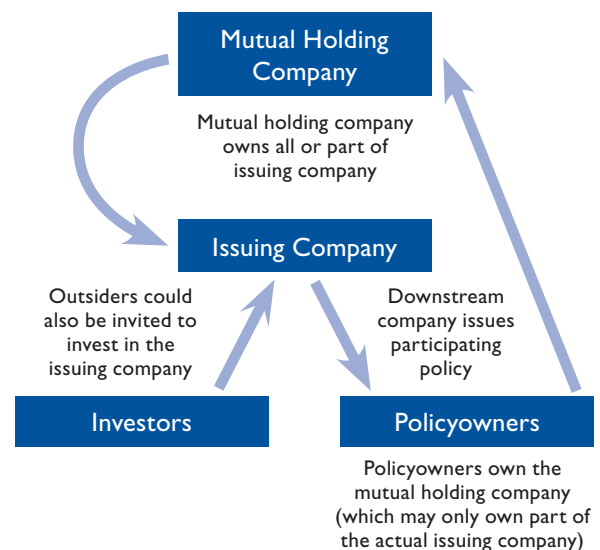 Mutual Holding
Company
Mutual holding company
owns all or part of
issuing company
Issuing Company
Outsiders could
also be invited to
invest in the
issuing company
Downstream
company issues
participating
policy
Investors
Policyowners
Policyowners own the
mutual holding company
(which may only own part of
the actual issuing company)